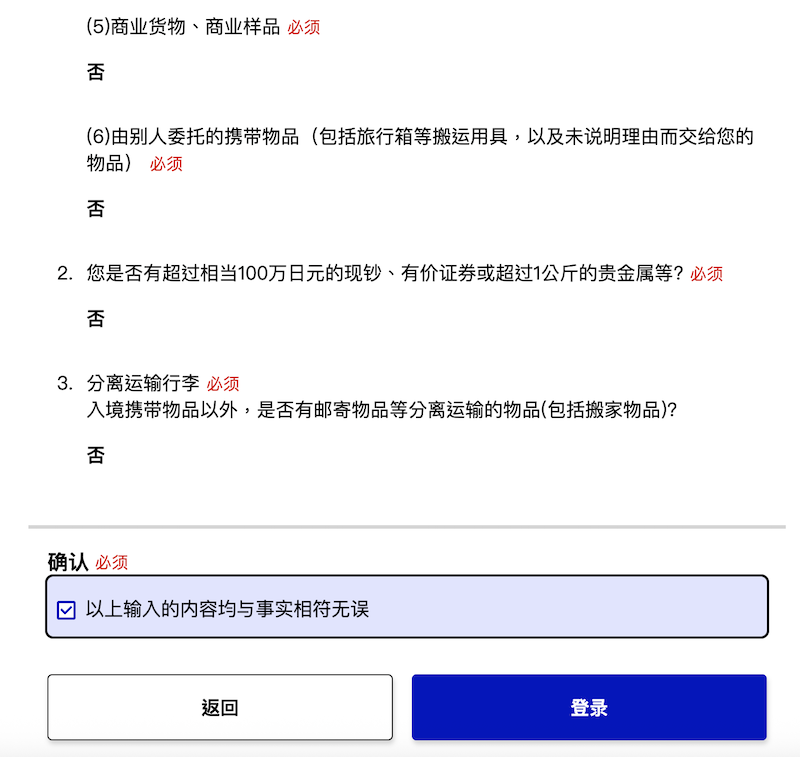 (5)商业货物、商业样品 必须
否
(6)由别人委托的携带物品（包括旅行箱等搬运用具，以及未说明理由而交给您的
物品） 必须
否
2. 您是否有超过相当100万日元的现钞、有价证券或超过1公斤的贵金属等? 必须
否
3. 分离运输行李 必须
入境携带物品以外，是否有邮寄物品等分离运输的物品(包括搬家物品)?
否
确认 必须
以上输入的内容均与事实相符无误
返回
登录